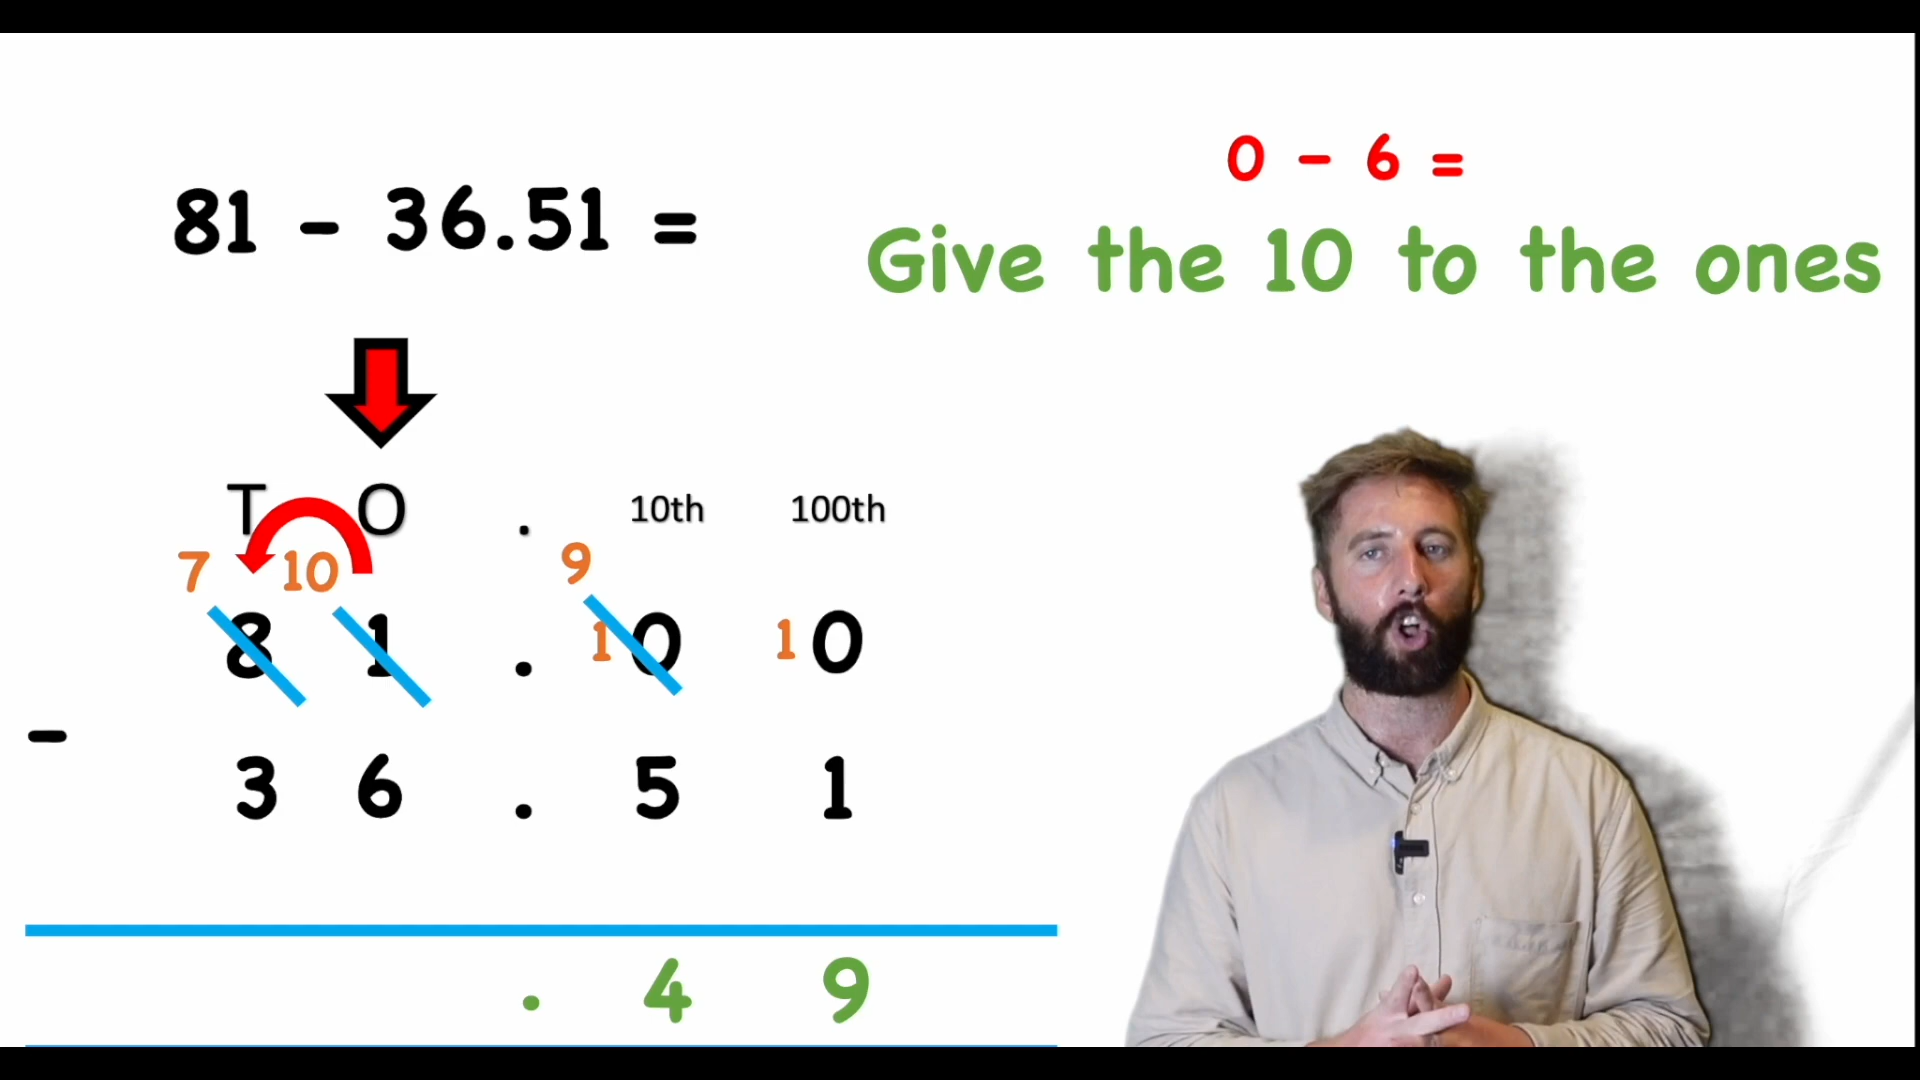 0 - 6 =
81 - 36.51 =
Give the 10 to the ones
T O . 10th 100th
7 10 9
8 1 . 10 10
-
3 6 . 5 1
. 4 9